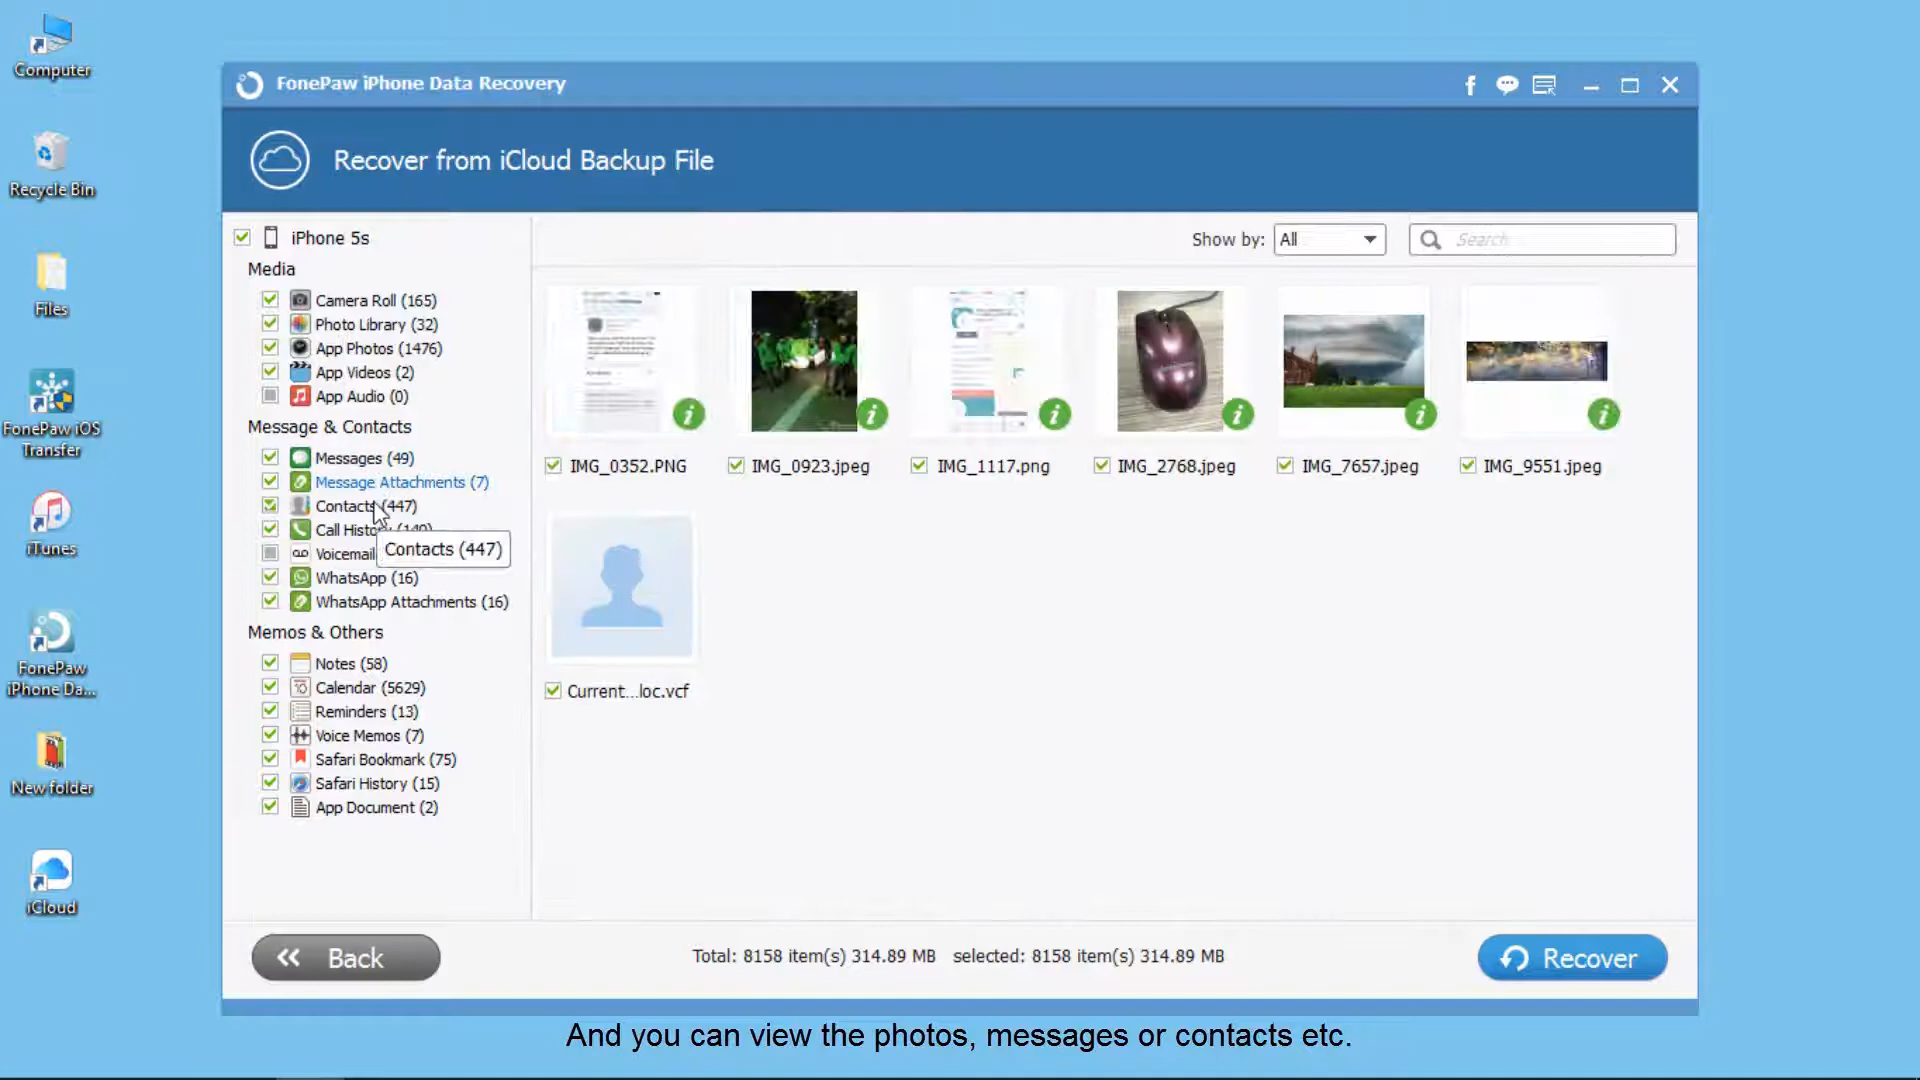 Computer
Recycle Bin
Files
FonePaw iOS
Transfer
iTunes
FonePaw
iPhone Da...
New folder
iCloud
FonePaw iPhone Data Recovery
Recover from iCloud Backup File
iPhone 5s
Media
Camera Roll (165)
Photo Library (32)
App Photos (1476)
App Videos (2)
App Audio (0)
Message & Contacts
Messages (49)
Message Attachments (7)
Contacts (447)
Call History (140)
Voicemail
Contacts (447)
WhatsApp (16)
WhatsApp Attachments (16)
Memos & Others
Notes (58)
Calendar (5629)
Reminders (13)
Voice Memos (7)
Safari Bookmark (75)
Safari History (15)
App Document (2)
Show by: All
Search
IMG_0352.PNG
IMG_0923.jpeg
IMG_1117.png
IMG_2768.jpeg
IMG_7657.jpeg
IMG_9551.jpeg
Current...loc.vcf
Back
Total: 8158 item(s) 314.89 MB selected: 8158 item(s) 314.89 MB
Recover
And you can view the photos, messages or contacts etc.